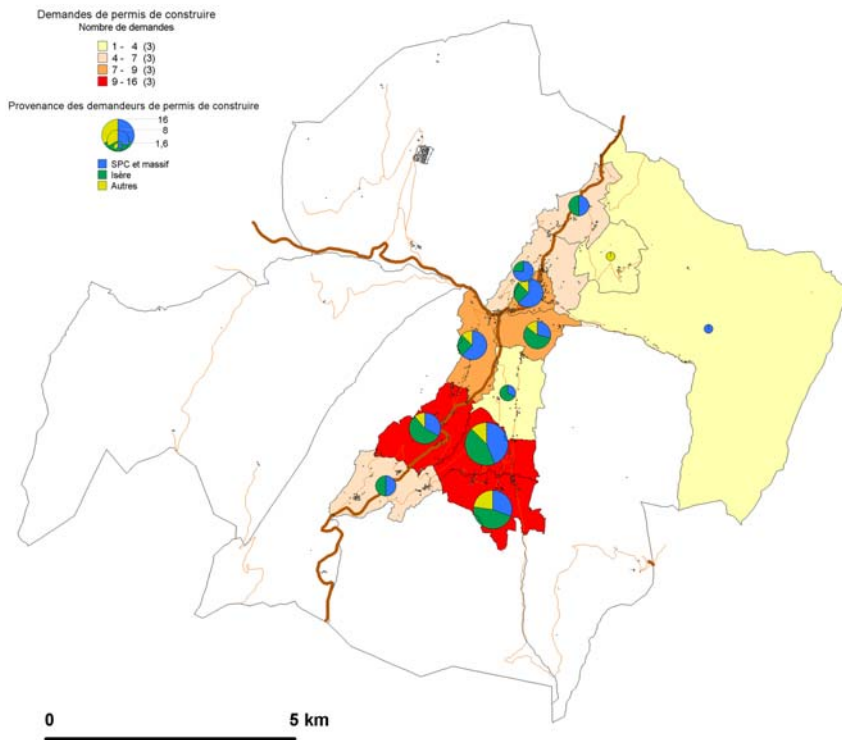 Demandes de permis de construire
Nombre de demandes
1 - 4 (3)
4 - 7 (3)
7 - 9 (3)
9 - 16 (3)
Provenance des demandeurs de permis de construire
16
8
1,6
SPC et massif
Isère
Autres
0 5 km